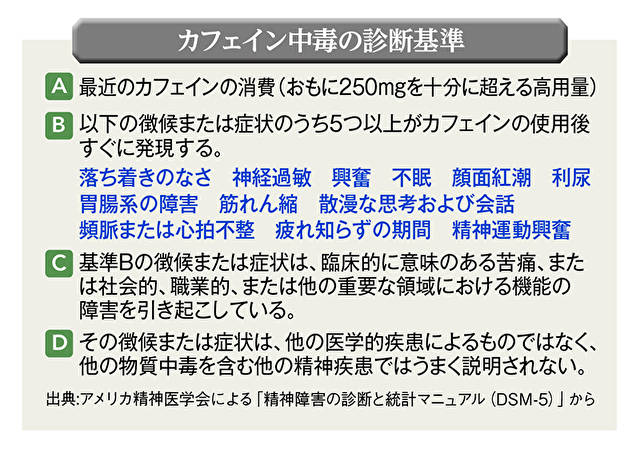 カフェイン中毒の診断基準
A 最近のカフェインの消費(おもに250mgを十分に超える高用量)
B 以下の徴候または症状のうち5つ以上がカフェインの使用後
すぐに発現する。
落ち着きのなさ 神経過敏 興奮 不眠 顔面紅潮 利尿
胃腸系の障害 筋れん縮 散漫な思考および会話
頻脈または心拍不整 疲れ知らずの期間 精神運動興奮
C 基準Bの徴候または症状は、臨床的に意味のある苦痛、また
は社会的、職業的、または他の重要な領域における機能の
障害を引き起こしている。
D その徴候または症状は、他の医学的疾患によるものではなく、
他の物質中毒を含む他の精神疾患ではうまく説明されない。
出典:アメリカ精神医学会による「精神障害の診断と統計マニュアル(DSM-5)」から